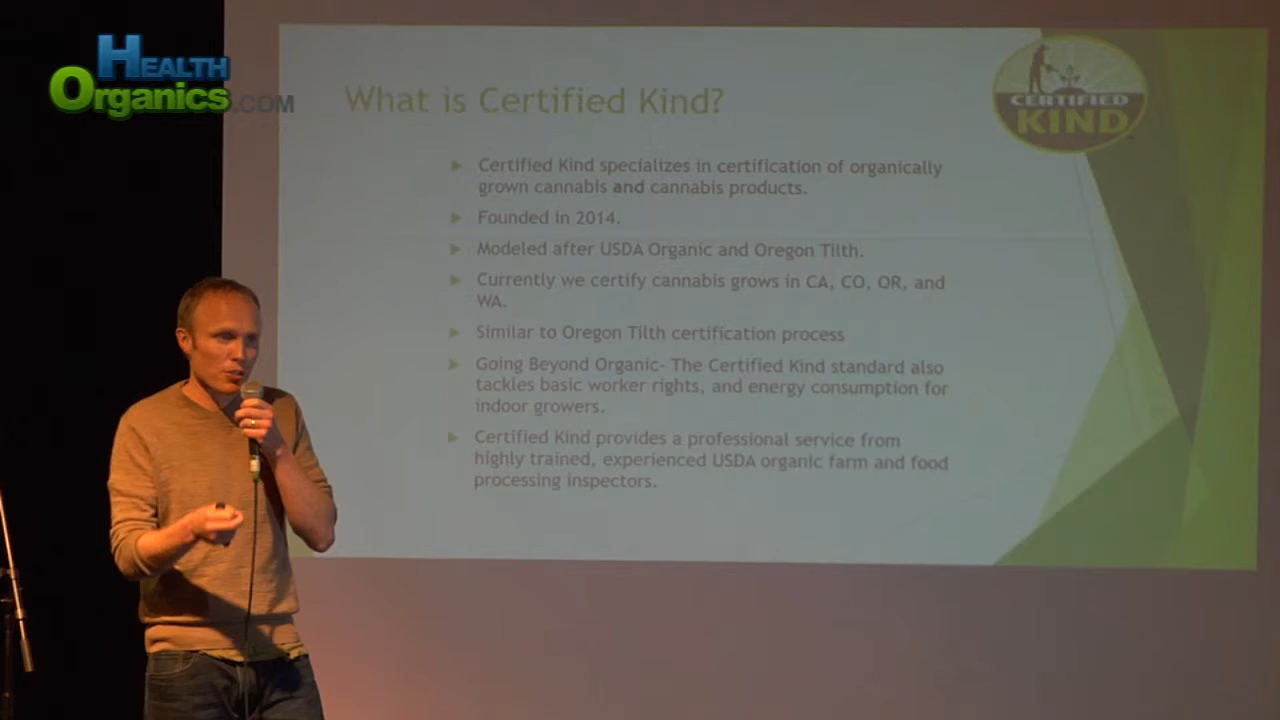 HEALTH
Organics.COM
What is Certified Kind?
CERTIFIED
KIND
Certified Kind specializes in certification of organically
grown cannabis and cannabis products.
Founded in 2014.
Modeled after USDA Organic and Oregon Tilth.
Currently we certify cannabis grows in CA, CO, OR, and
WA.
Similar to Oregon Tilth certification process
Going Beyond Organic- The Certified Kind standard also
tackles basic worker rights, and energy consumption for
indoor growers.
Certified Kind provides a professional service from
highly trained, experienced USDA organic farm and food
processing inspectors.